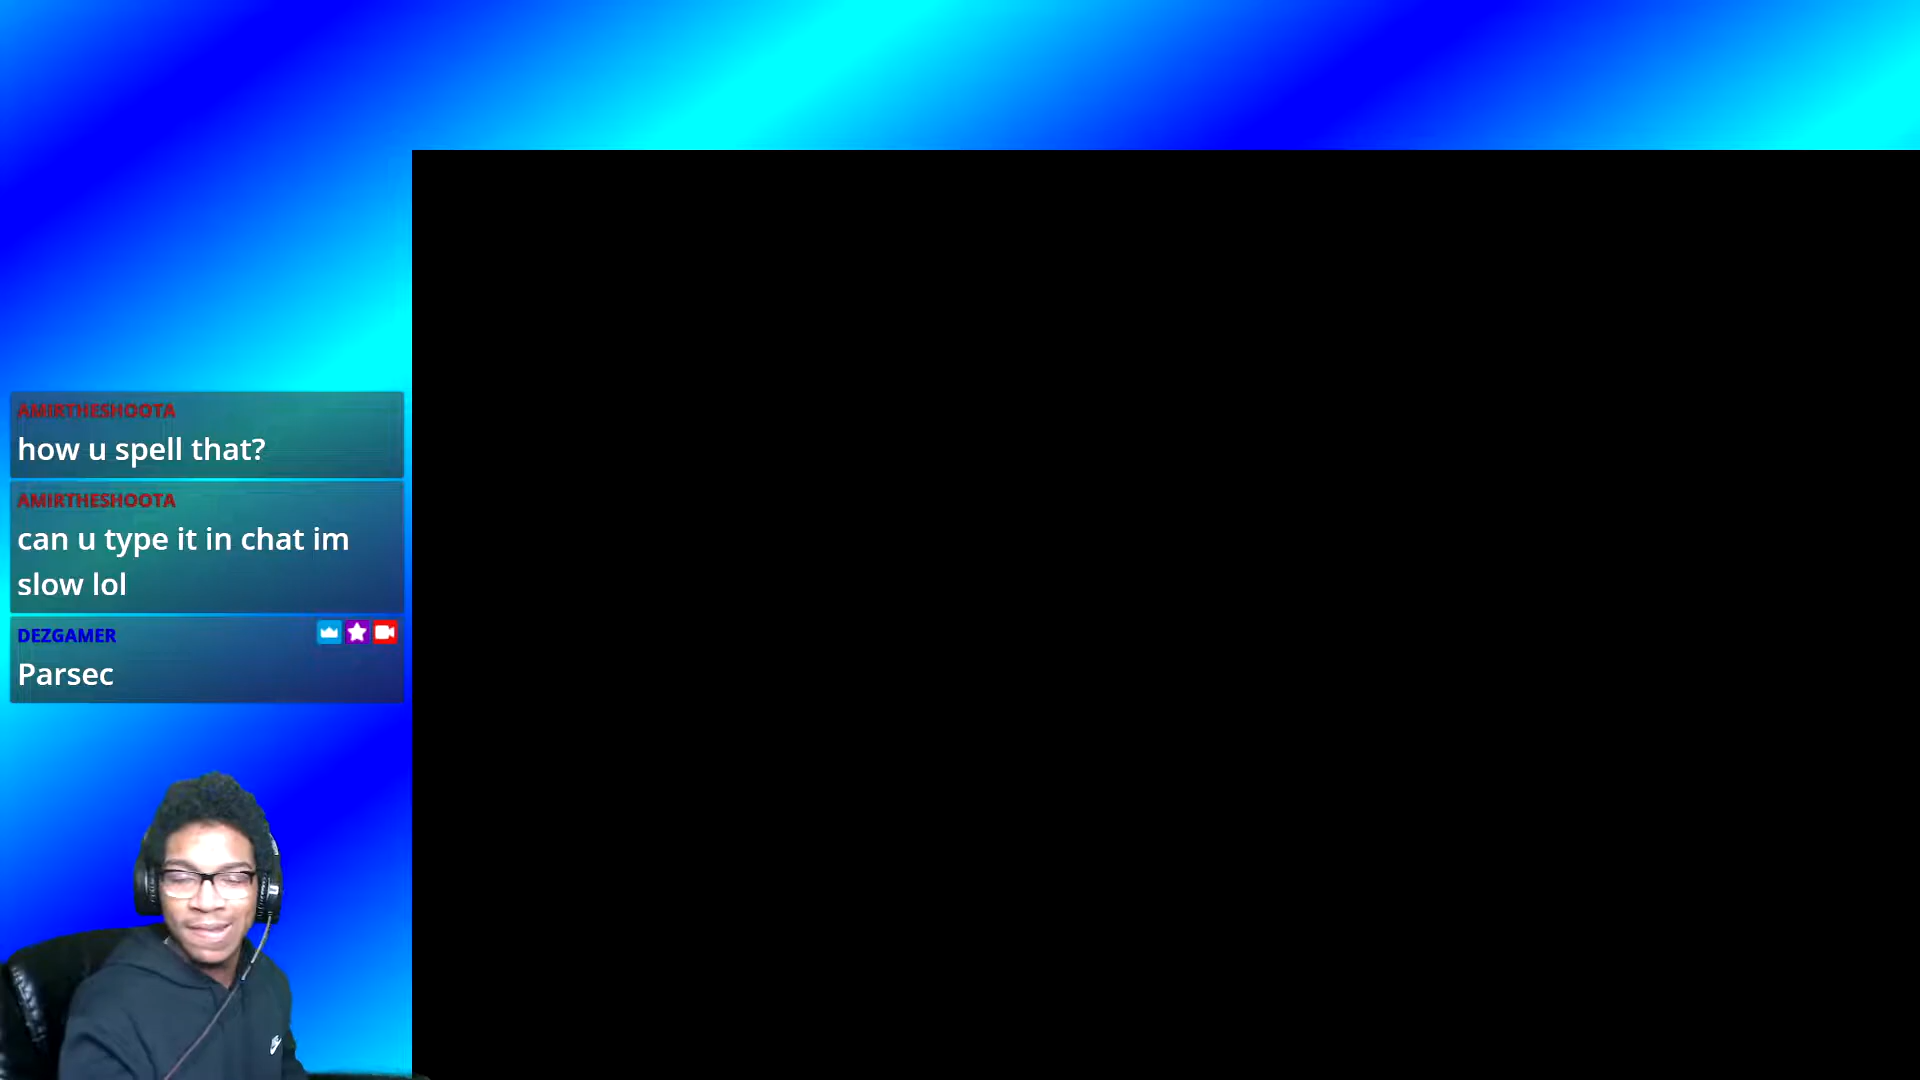 AMIRTHESHOOTA
how u spell that?
AMIRTHESHOOTA
can u type it in chat im
slow lol
DEZGAMER
Parsec